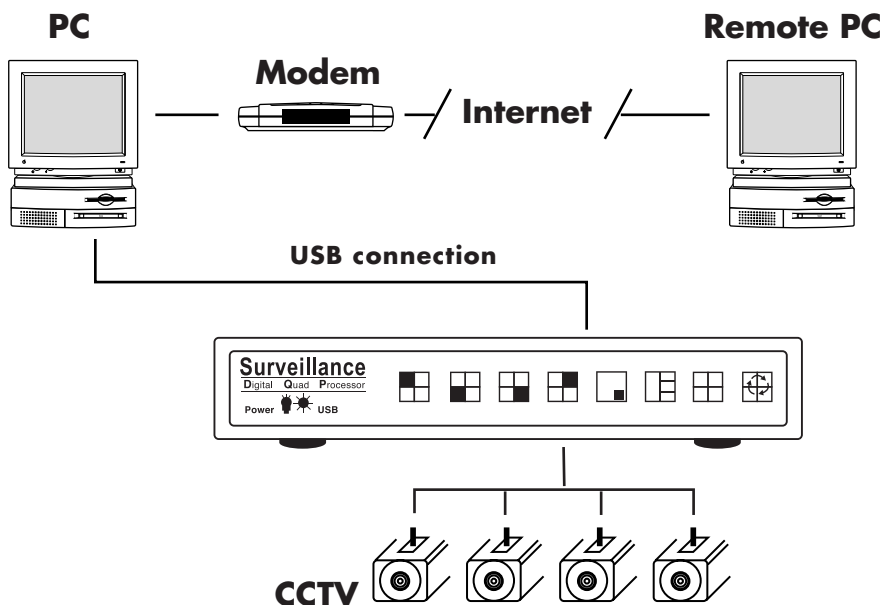 PC
Remote PC
Modem
Internet
USB connection
Surveillance
Digital Quad Processor
Power USB
CCTV